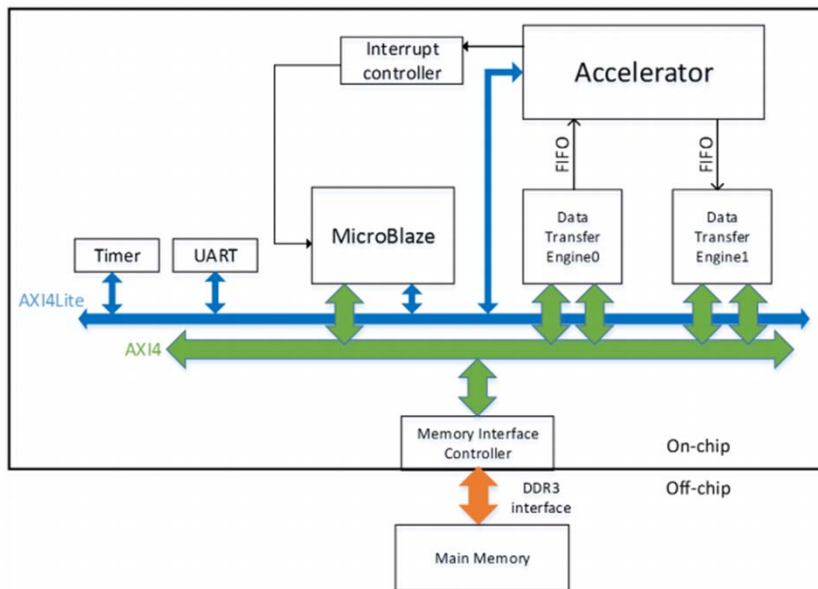 Interrupt
controller
Accelerator
FIFO
FIFO
MicroBlaze
Data
Transfer
Engine0
Data
Transfer
Engine1
Timer
UART
AXI4Lite
AXI4
Memory Interface
Controller
On-chip
Off-chip
DDR3
interface
Main Memory